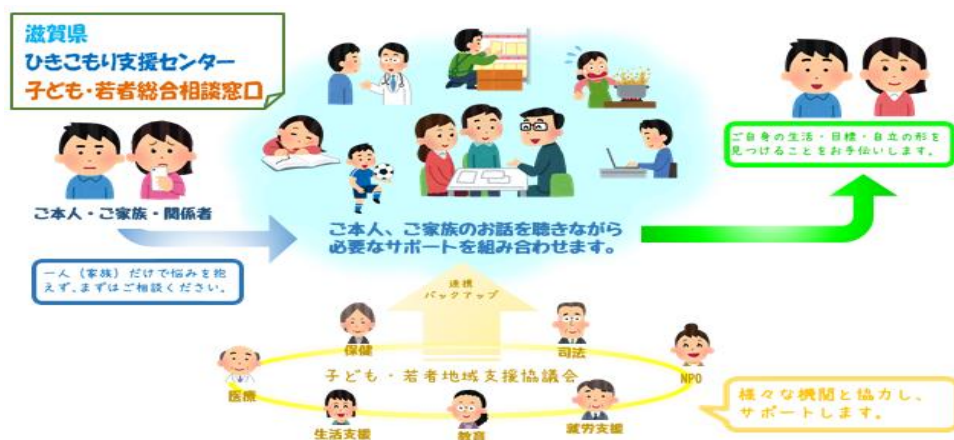 滋賀県
ひきこもり支援センター
子ども・若者総合相談窓口
ご本人・ご家族・関係者
一人（家族）だけで悩みを抱
えず、まずはご相談ください。
ご本人、ご家族のお話を聴きながら
必要なサポートを組み合わせます。
ご自身の生活・目標・自立の形を
見つけることをお手伝いします。
連携
バックアップ
保健
司法
医療
子ども・若者地域支援協議会
NPO
生活支援
教育
就労支援
様々な機関と協力し、
サポートします。